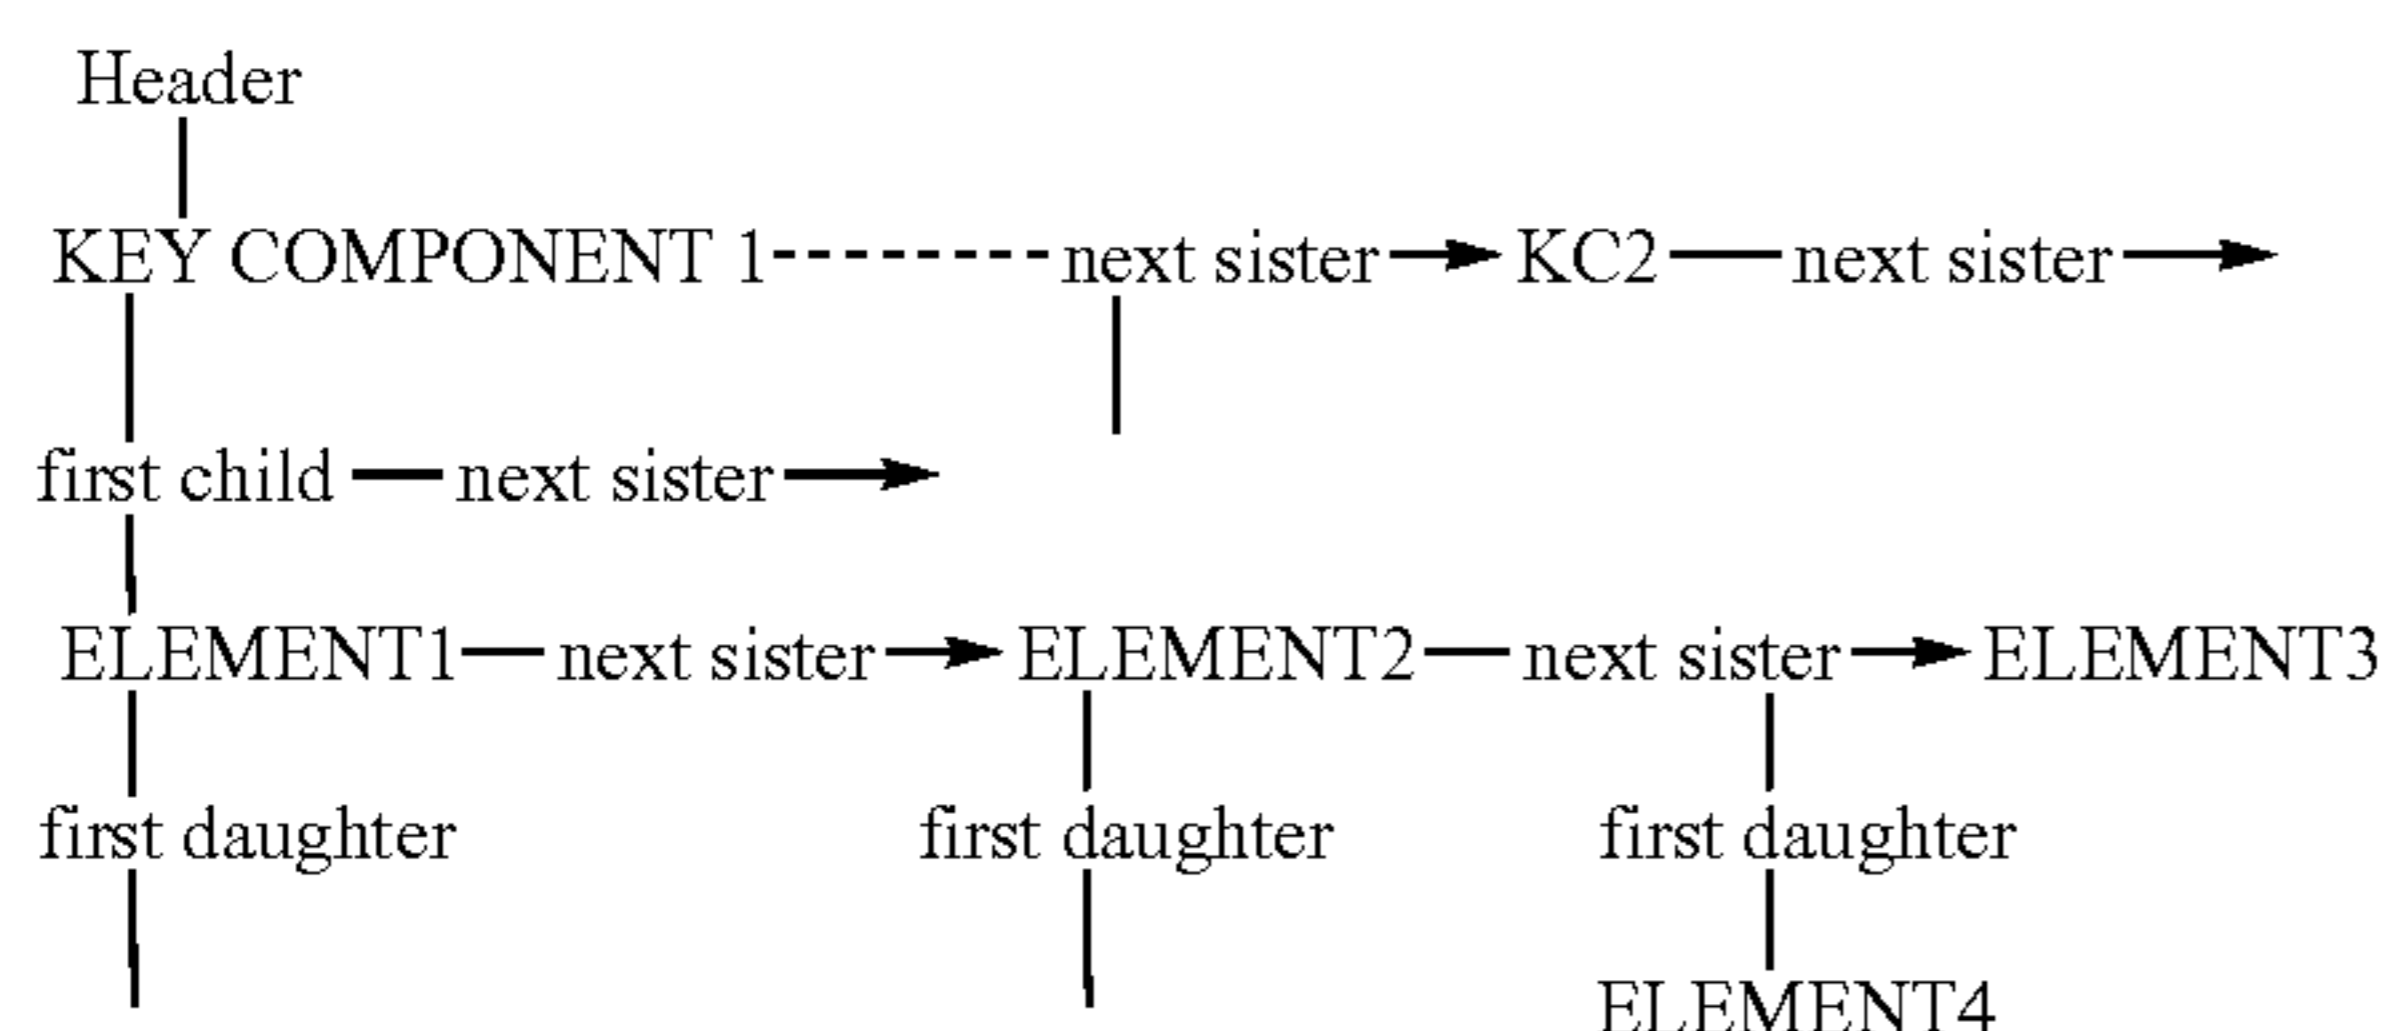 Header
KEY COMPONENT 1 next sister KC2 next sister
first child next sister
ELEMENT1 next sister ELEMENT2 next sister ELEMENT3
first daughter first daughter first daughter
ELEMENT4